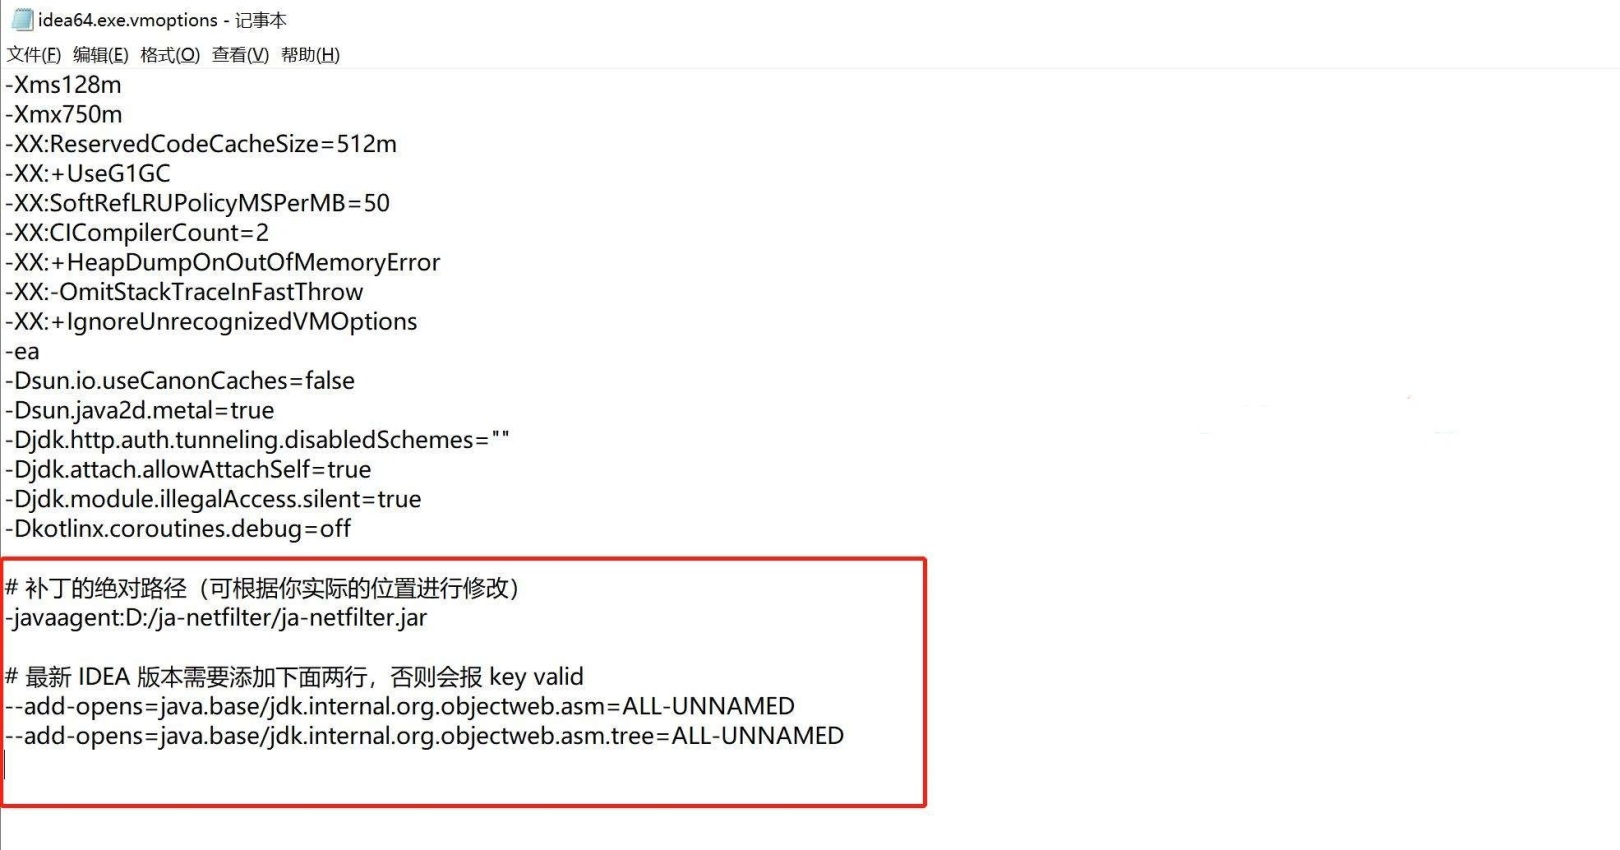 idea64.exe.vmoptions - 记事本
文件(F) 编辑(E) 格式(O) 查看(V) 帮助(H)
-Xms128m
-Xmx750m
-XX:ReservedCodeCacheSize=512m
-XX:+UseG1GC
-XX:SoftRefLRUPolicyMSPerMB=50
-XX:CICompilerCount=2
-XX:+HeapDumpOnOutOfMemoryError
-XX:-OmitStackTraceInFastThrow
-XX:+IgnoreUnrecognizedVMOptions
-ea
-Dsun.io.useCanonCaches=false
-Dsun.java2d.metal=true
-Djdk.http.auth.tunneling.disabledSchemes=""
-Djdk.attach.allowAttachSelf=true
-Djdk.module.illegalAccess.silent=true
-Dkotlinx.coroutines.debug=off
# 补丁的绝对路径（可根据你实际的位置进行修改）
-javaagent:D:/ja-netfilter/ja-netfilter.jar
# 最新 IDEA 版本需要添加下面两行，否则会报 key valid
--add-opens=java.base/jdk.internal.org.objectweb.asm=ALL-UNNAMED
--add-opens=java.base/jdk.internal.org.objectweb.asm.tree=ALL-UNNAMED